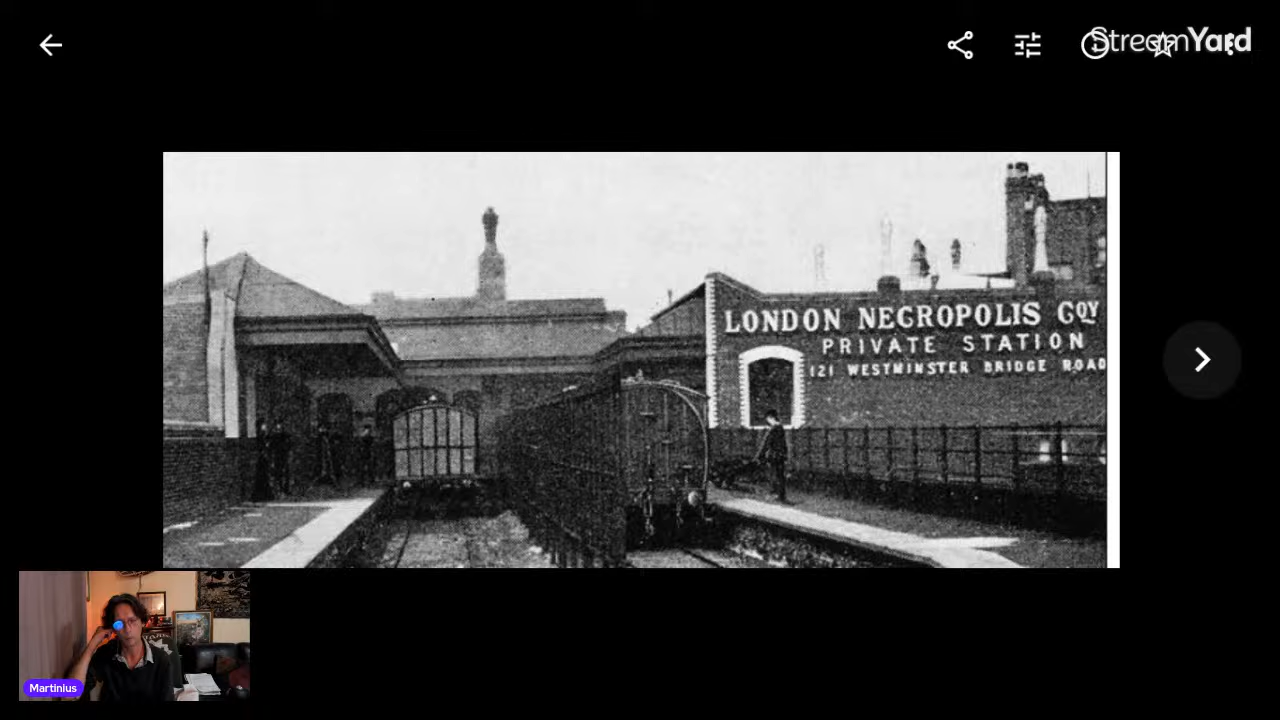 StreamYard
LONDON NECROPOLIS COY
PRIVATE STATION
121 WESTMINSTER BRIDGE ROAD
Martinius